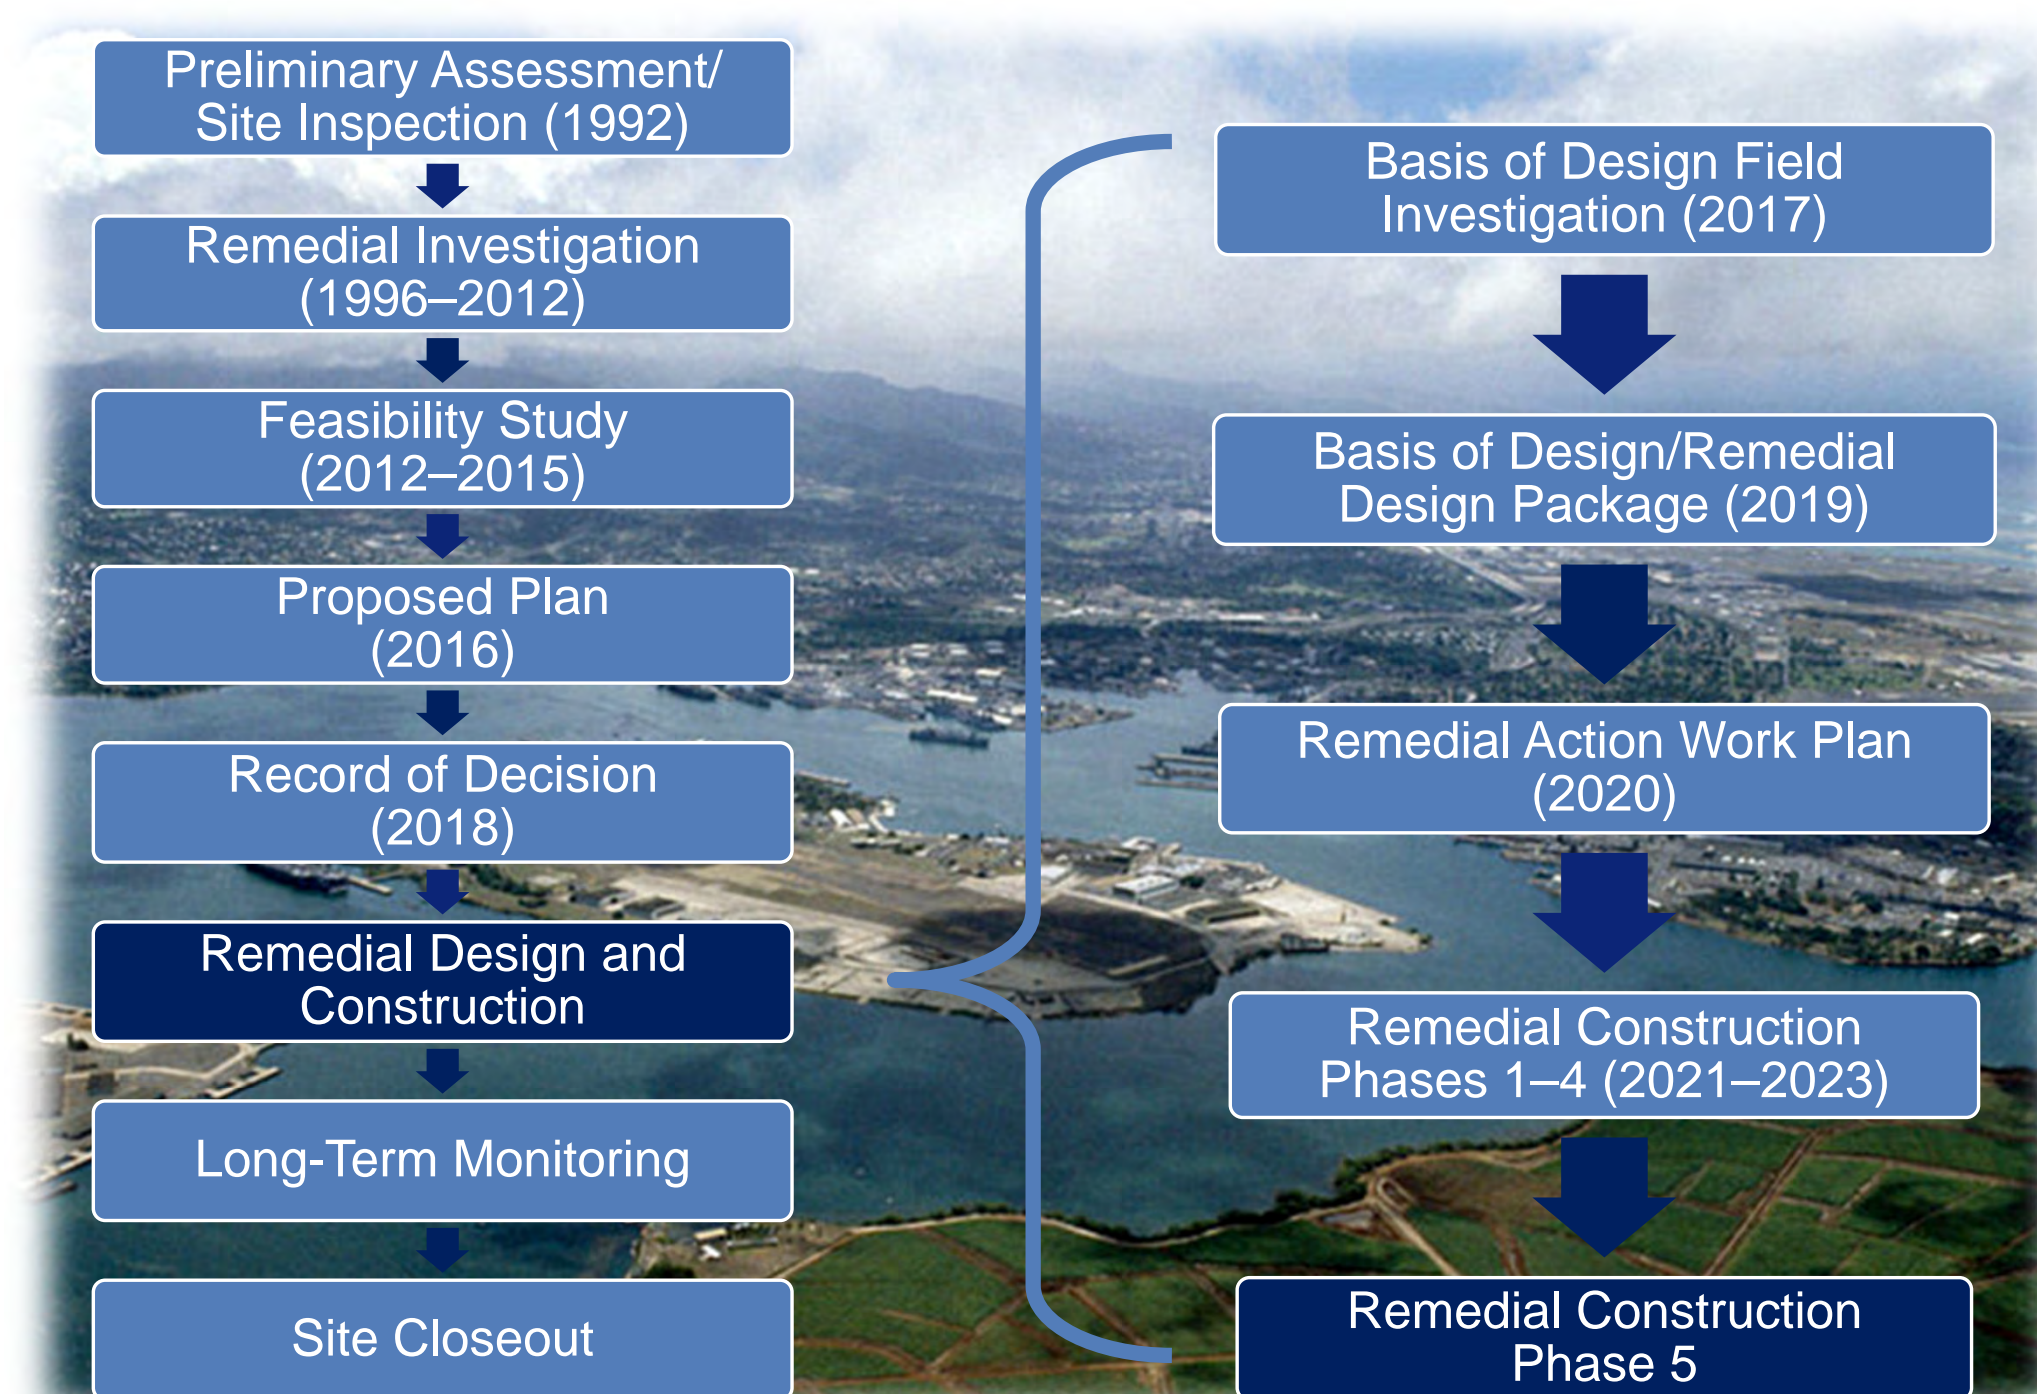 Preliminary Assessment/
Site Inspection (1992)
Remedial Investigation
(1996–2012)
Feasibility Study
(2012–2015)
Proposed Plan
(2016)
Record of Decision
(2018)
Remedial Design and
Construction
Long-Term Monitoring
Site Closeout
Basis of Design Field
Investigation (2017)
Basis of Design/Remedial
Design Package (2019)
Remedial Action Work Plan
(2020)
Remedial Construction
Phases 1–4 (2021–2023)
Remedial Construction
Phase 5